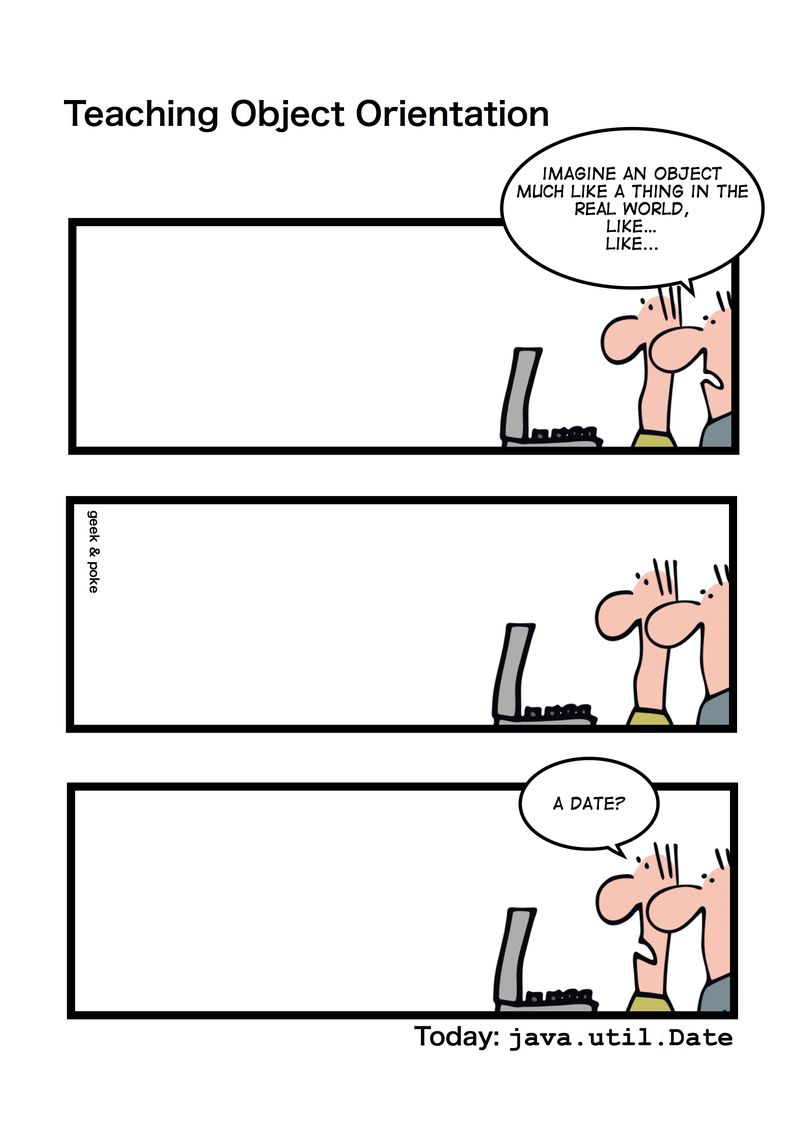 Teaching Object Orientation
IMAGINE AN OBJECT
MUCH LIKE A THING IN THE
REAL WORLD,
LIKE...
LIKE...
geek & poke
A DATE?
Today: java.util.Date